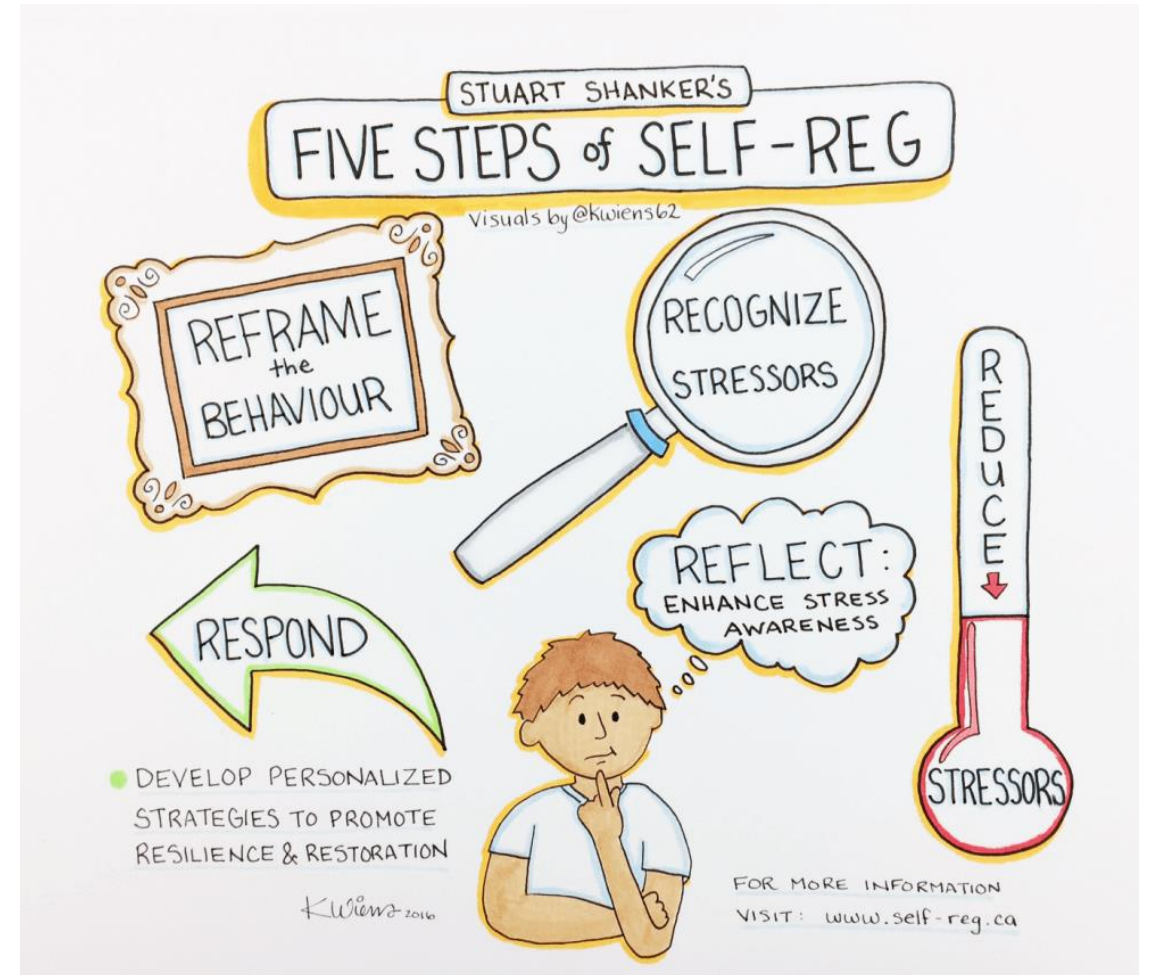 STUART SHANKER'S
FIVE STEPS of SELF-REG
Visuals by @kwiens62
REFRAME
the
BEHAVIOUR
RECOGNIZE
STRESSORS
REDUCE
STRESSORS
REFLECT:
ENHANCE STRESS
AWARENESS
RESPOND
DEVELOP PERSONALIZED
STRATEGIES TO PROMOTE
RESILIENCE & RESTORATION
KWiens 2016
FOR MORE INFORMATION
VISIT: www.self-reg.ca